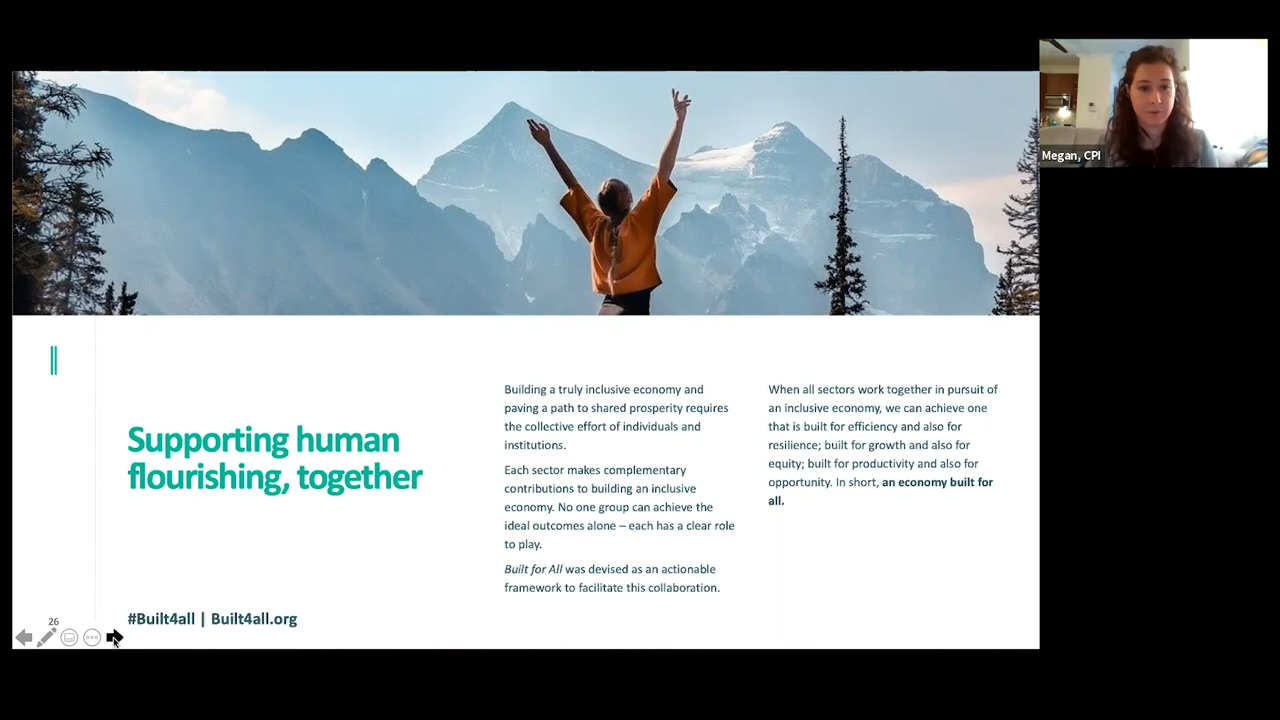 Megan, CPI
Supporting human
flourishing, together
Building a truly inclusive economy and
paving a path to shared prosperity requires
the collective effort of individuals and
institutions.
Each sector makes complementary
contributions to building an inclusive
economy. No one group can achieve the
ideal outcomes alone – each has a clear role
to play.
Built for All was devised as an actionable
framework to facilitate this collaboration.
When all sectors work together in pursuit of
an inclusive economy, we can achieve one
that is built for efficiency and also for
resilience; built for growth and also for
equity; built for productivity and also for
opportunity. In short, an economy built for
all.
#Built4all | Built4all.org
26